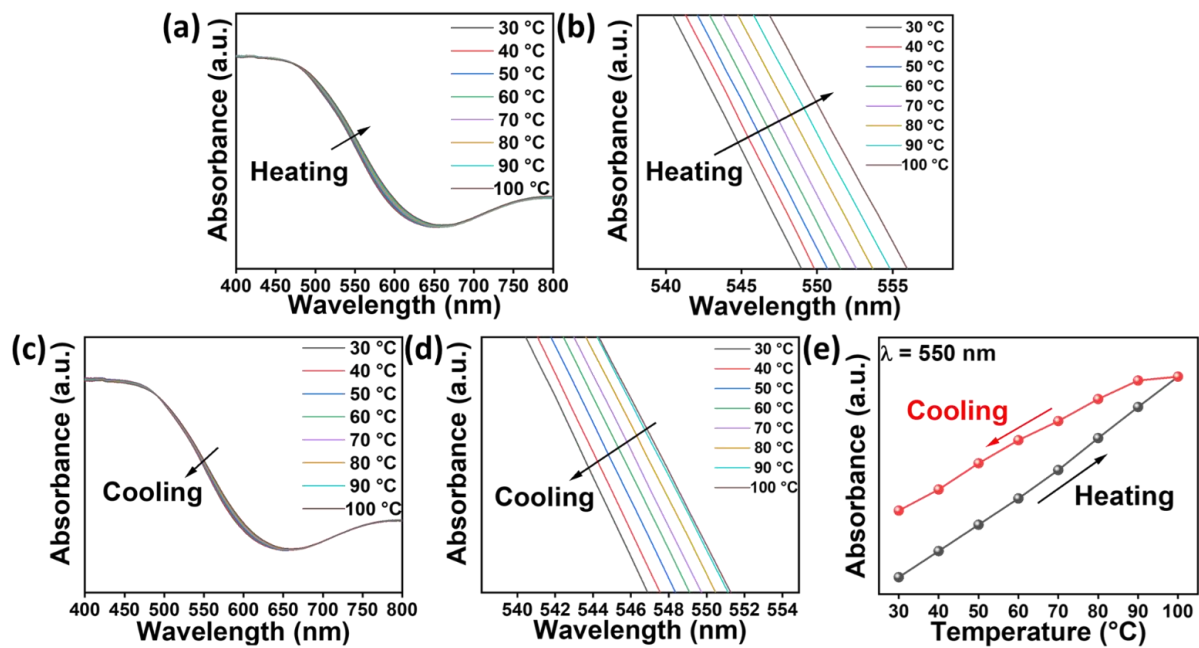 (a)
Absorbance (a.u.)
30 °C
40 °C
50 °C
60 °C
70 °C
80 °C
90 °C
100 °C
Heating
400 450 500 550 600 650 700 750 800
Wavelength (nm)
(b)
Absorbance (a.u.)
30 °C
40 °C
50 °C
60 °C
70 °C
80 °C
90 °C
100 °C
Heating
540 545 550 555
Wavelength (nm)
(c)
Absorbance (a.u.)
30 °C
40 °C
50 °C
60 °C
70 °C
80 °C
90 °C
100 °C
Cooling
400 450 500 550 600 650 700 750 800
Wavelength (nm)
(d)
Absorbance (a.u.)
30 °C
40 °C
50 °C
60 °C
70 °C
80 °C
90 °C
100 °C
Cooling
540 542 544 546 548 550 552 554
Wavelength (nm)
(e)
Absorbance (a.u.)
λ = 550 nm
Cooling
Heating
30 40 50 60 70 80 90 100
Temperature (°C)